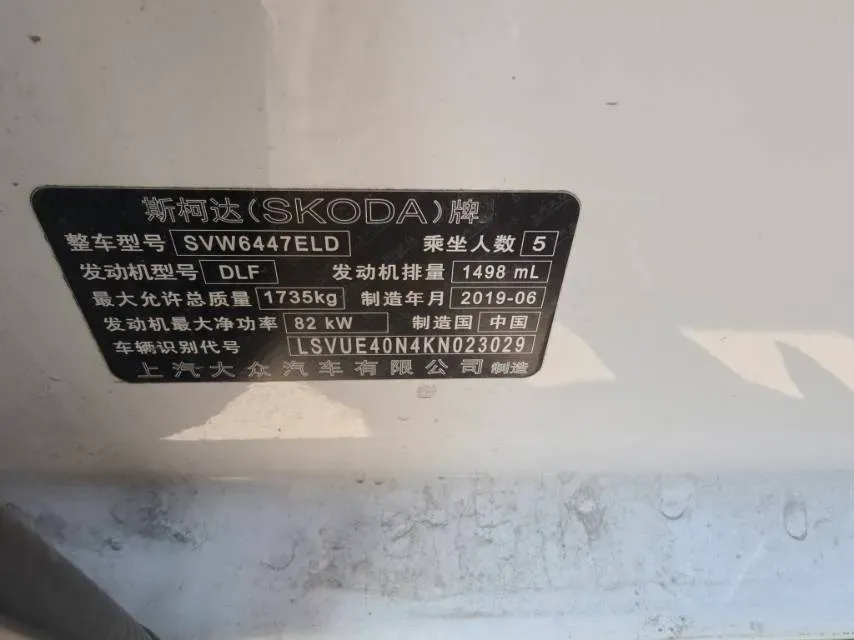 斯柯达(SKODA)牌
整车型号 SVW6447ELD 乘坐人数 5
发动机型号 DLF 发动机排量 1498 mL
最大允许总质量 1735kg 制造年月 2019-06
发动机最大净功率 82 kW 制造国 中国
车辆识别代号 LSVUE40N4KN023029
上汽大众汽车有限公司 制造